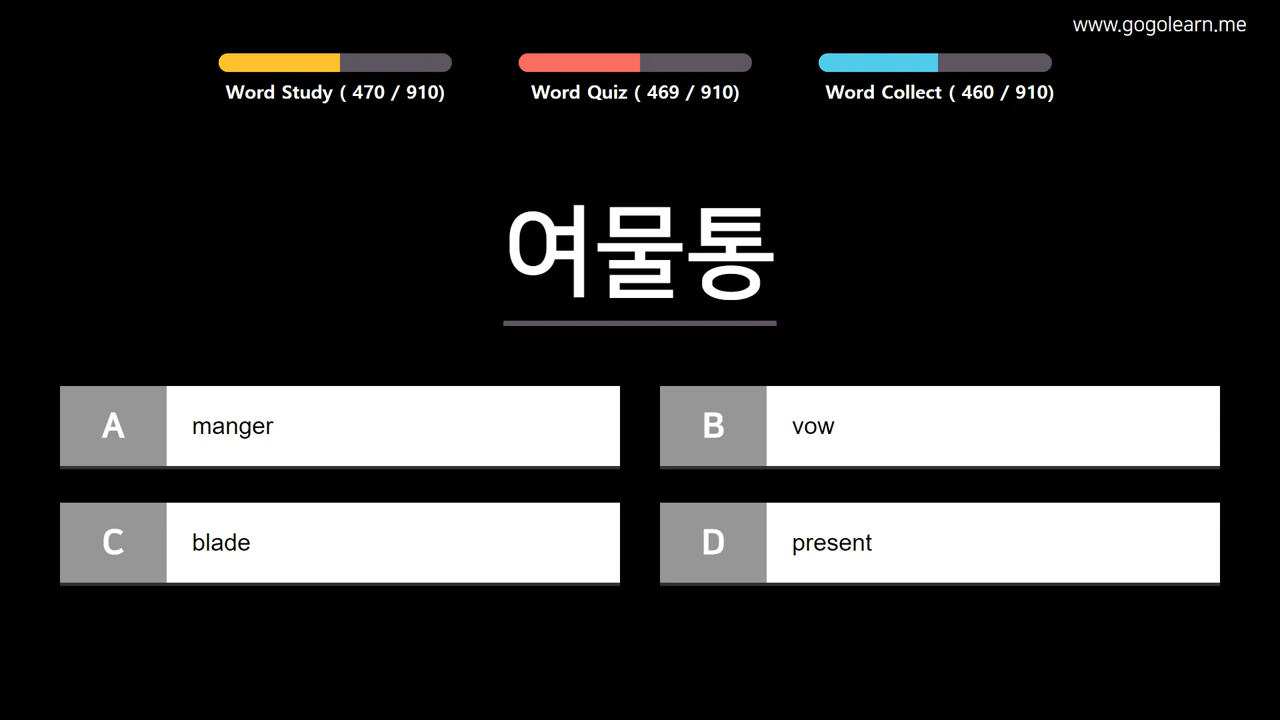 www.gogolearn.me
Word Study ( 470 / 910)
Word Quiz ( 469 / 910)
Word Collect ( 460 / 910)
여물통
A manger
B vow
C blade
D present